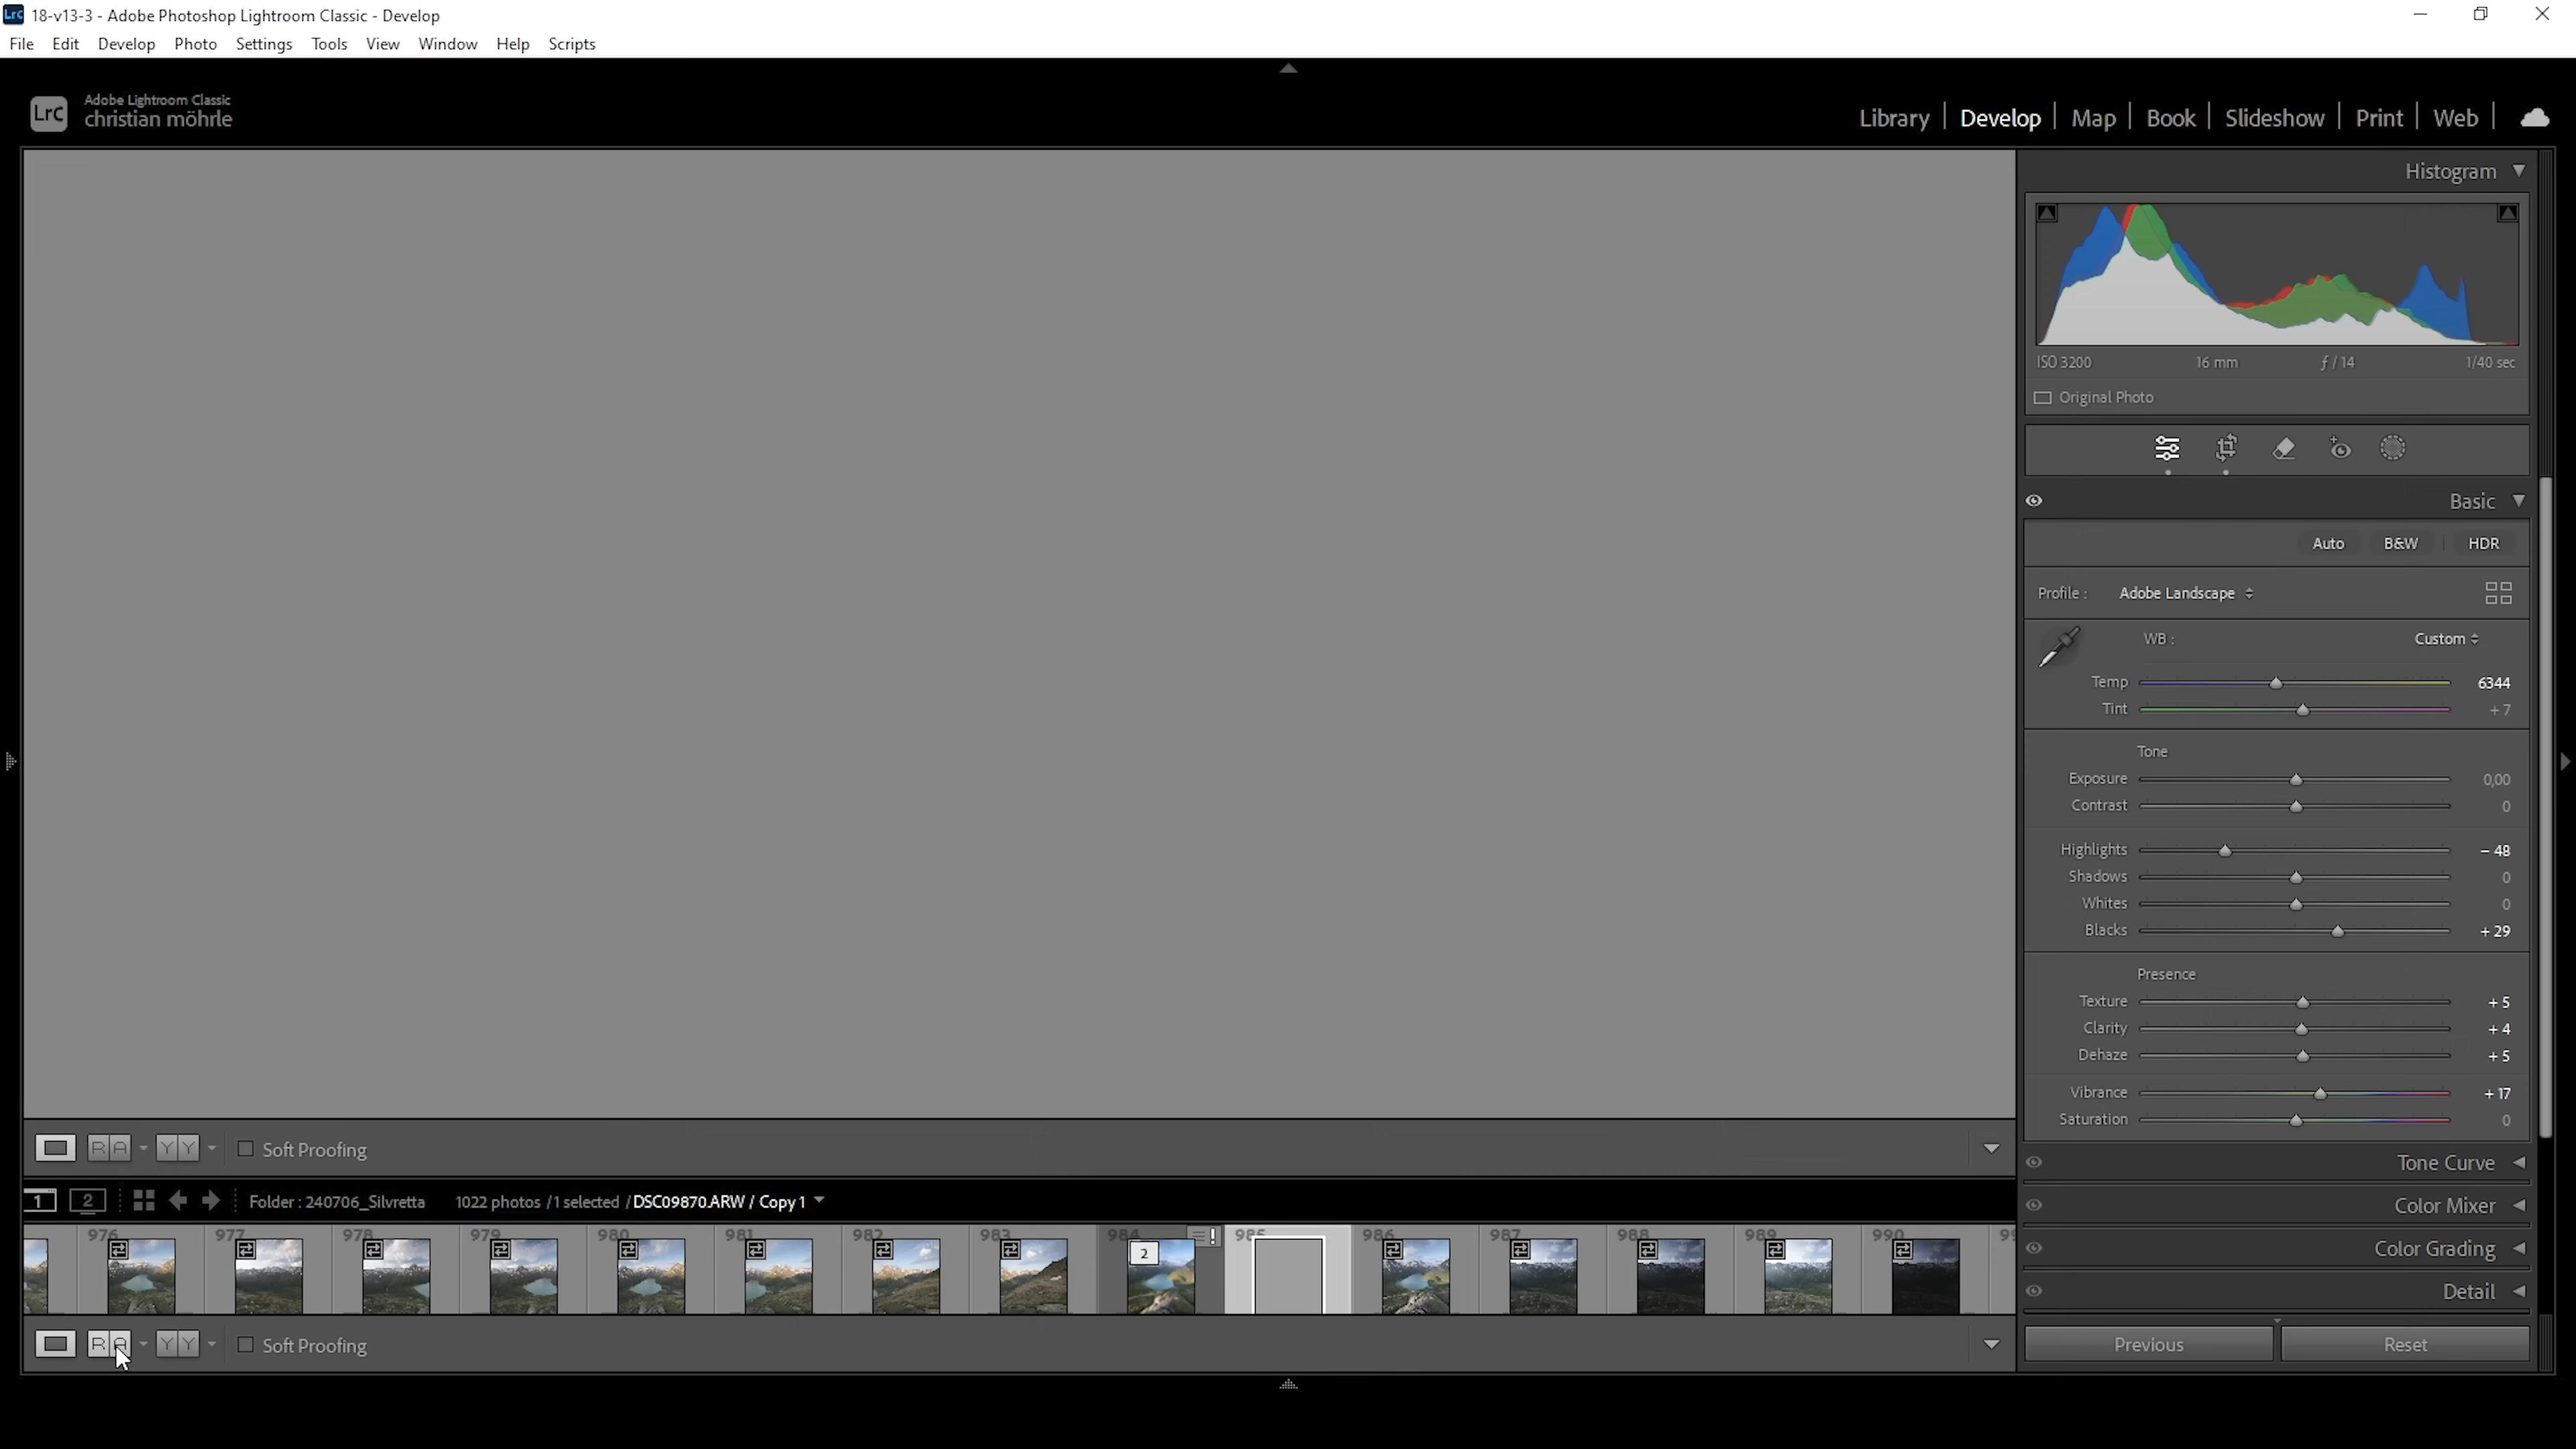 Lrc 18-v13-3 - Adobe Photoshop Lightroom Classic - Develop
File Edit Develop Photo Settings Tools View Window Help Scripts
Lrc Adobe Lightroom Classic
christian möhrle
Library | Develop | Map | Book | Slideshow | Print | Web |
Histogram
ISO 3200 16 mm ƒ / 14 1/40 sec
Original Photo
Basic
Auto B&W HDR
Profile : Adobe Landscape
WB : Custom
Temp 6344
Tint + 7
Tone
Exposure 0,00
Contrast 0
Highlights - 48
Shadows 0
Whites 0
Blacks + 29
Presence
Texture + 5
Clarity + 4
Dehaze + 5
Vibrance + 17
Saturation 0
Tone Curve
Color Mixer
Color Grading
Detail
Previous Reset
R A Y Y Soft Proofing
1 2 Folder : 240706_Silvretta 1022 photos / 1 selected / DSC09870.ARW / Copy 1
976 977 978 979 980 981 982 983 984 985 986 987 988 989 990
2
R A Y Y Soft Proofing